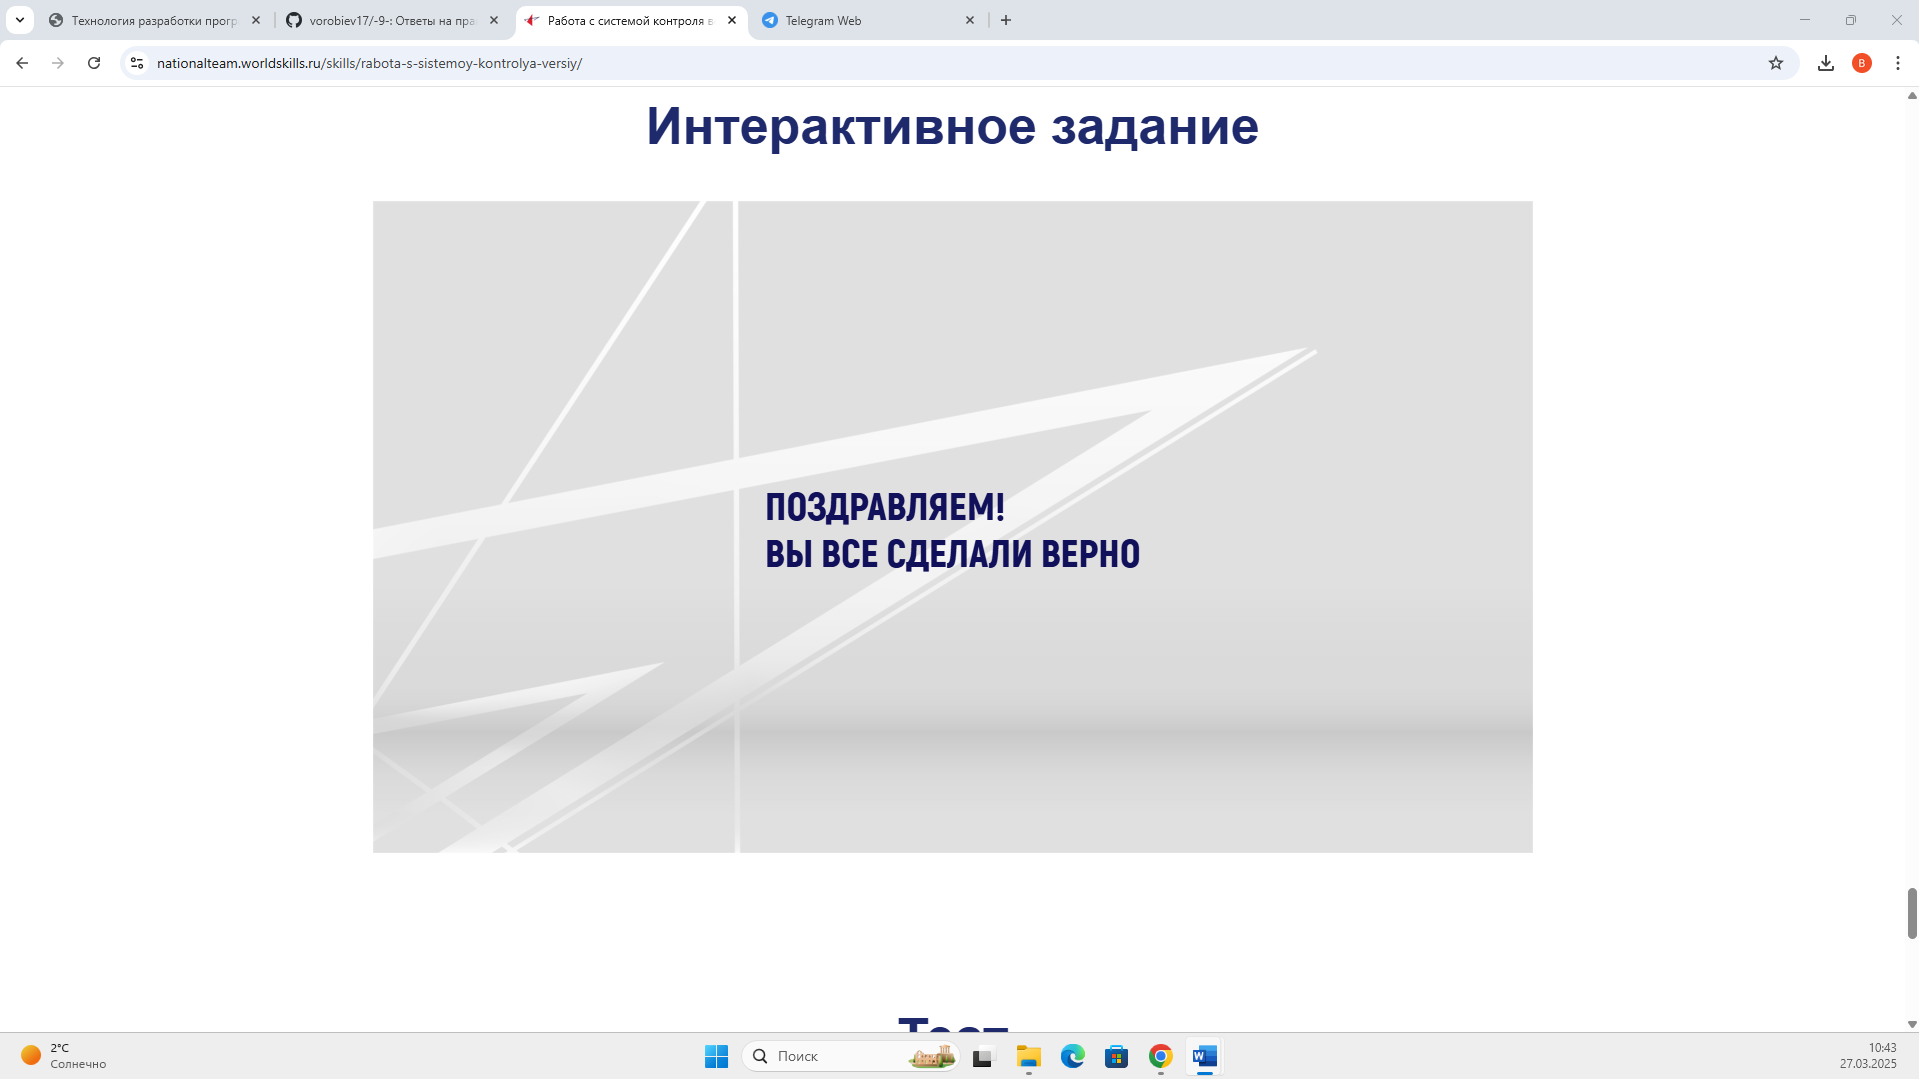 Технология разработки прогр
vorobiev17/-9-: Ответы на пра
Работа с системой контроля в
Telegram Web
nationalteam.worldskills.ru/skills/rabota-s-sistemoy-kontrolya-versiy/
В
Интерактивное задание
ПОЗДРАВЛЯЕМ!
ВЫ ВСЕ СДЕЛАЛИ ВЕРНО
Тест
2°C
Солнечно
Поиск
10:43
27.03.2025